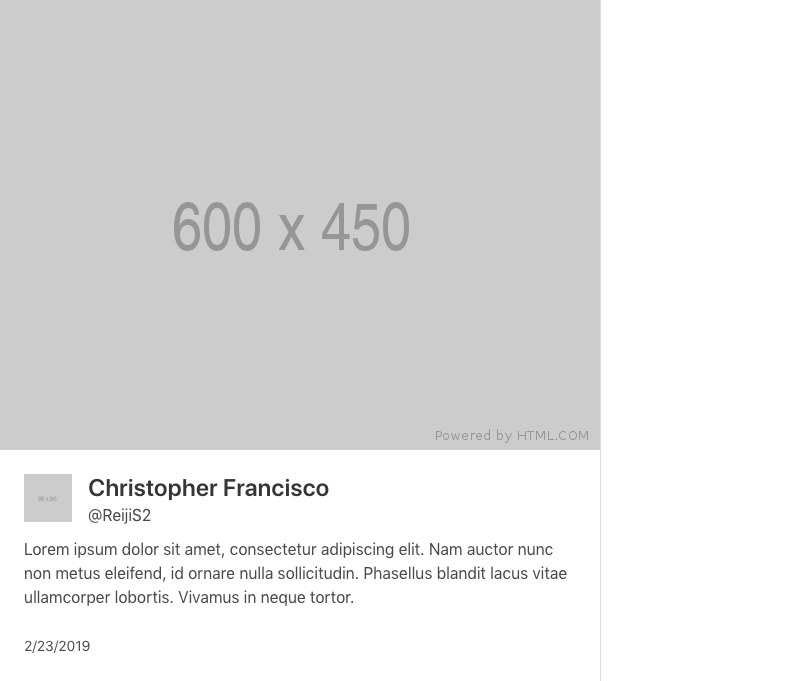 600 x 450
Powered by HTML.COM
96 x 96
Christopher Francisco
@ReijiS2
Lorem ipsum dolor sit amet, consectetur adipiscing elit. Nam auctor nunc
non metus eleifend, id ornare nulla sollicitudin. Phasellus blandit lacus vitae
ullamcorper lobortis. Vivamus in neque tortor.
2/23/2019